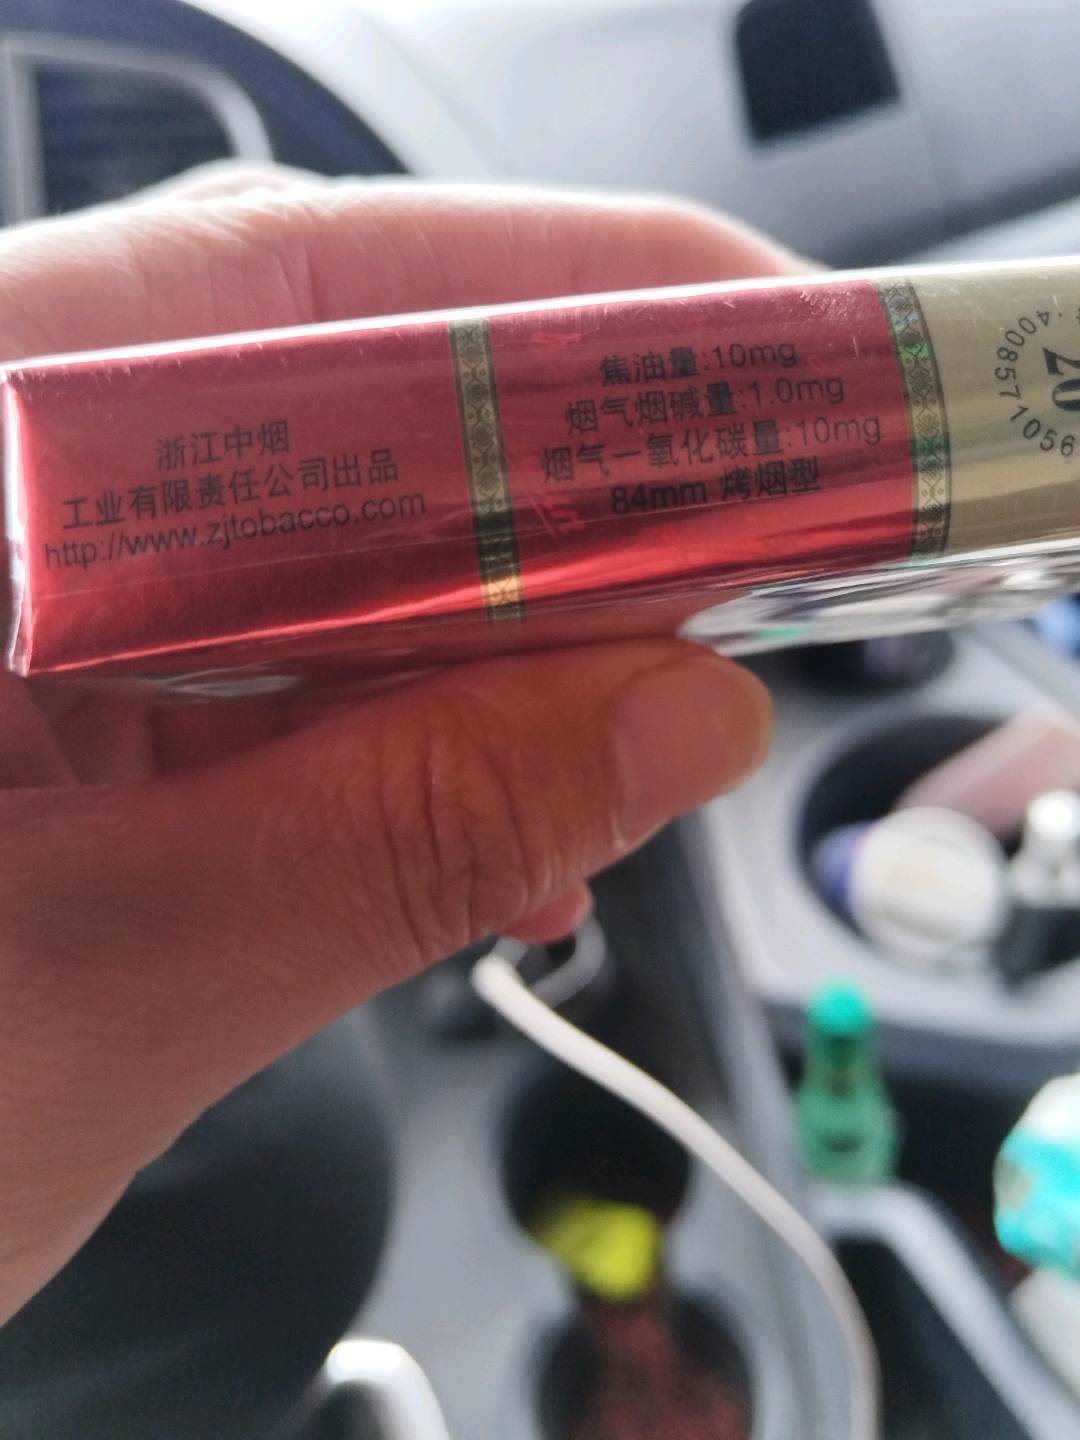 浙江中烟
工业有限责任公司出品
http://www.zjtobacco.com
焦油量:10mg
烟气烟碱量:1.0mg
烟气一氧化碳量:10mg
84mm 烤烟型
4008571056
20